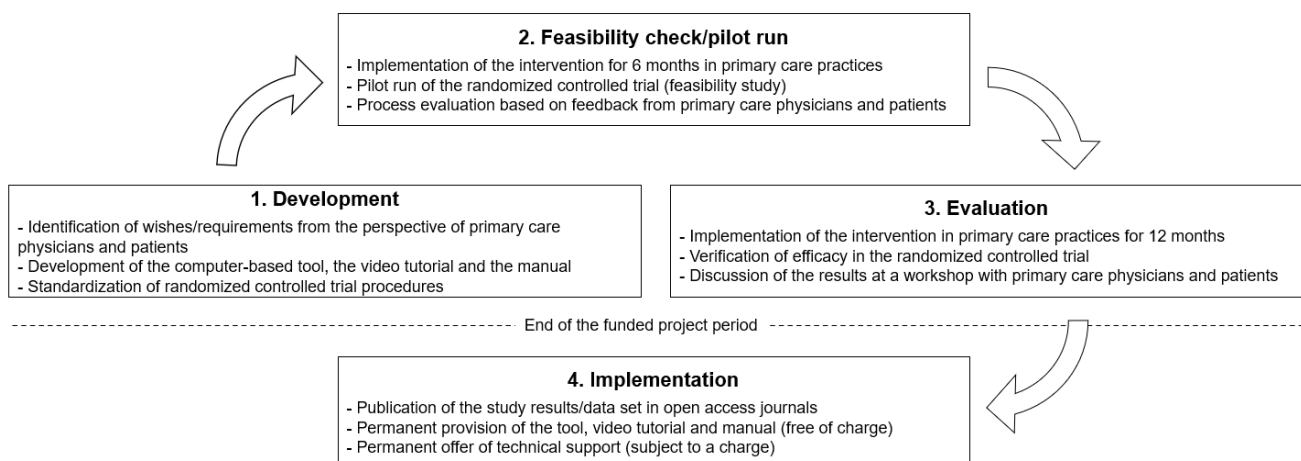 2. Feasibility check/pilot run
- Implementation of the intervention for 6 months in primary care practices
- Pilot run of the randomized controlled trial (feasibility study)
- Process evaluation based on feedback from primary care physicians and patients
1. Development
- Identification of wishes/requirements from the perspective of primary care
physicians and patients
- Development of the computer-based tool, the video tutorial and the manual
- Standardization of randomized controlled trial procedures
3. Evaluation
- Implementation of the intervention in primary care practices for 12 months
- Verification of efficacy in the randomized controlled trial
- Discussion of the results at a workshop with primary care physicians and patients
End of the funded project period
4. Implementation
- Publication of the study results/data set in open access journals
- Permanent provision of the tool, video tutorial and manual (free of charge)
- Permanent offer of technical support (subject to a charge)